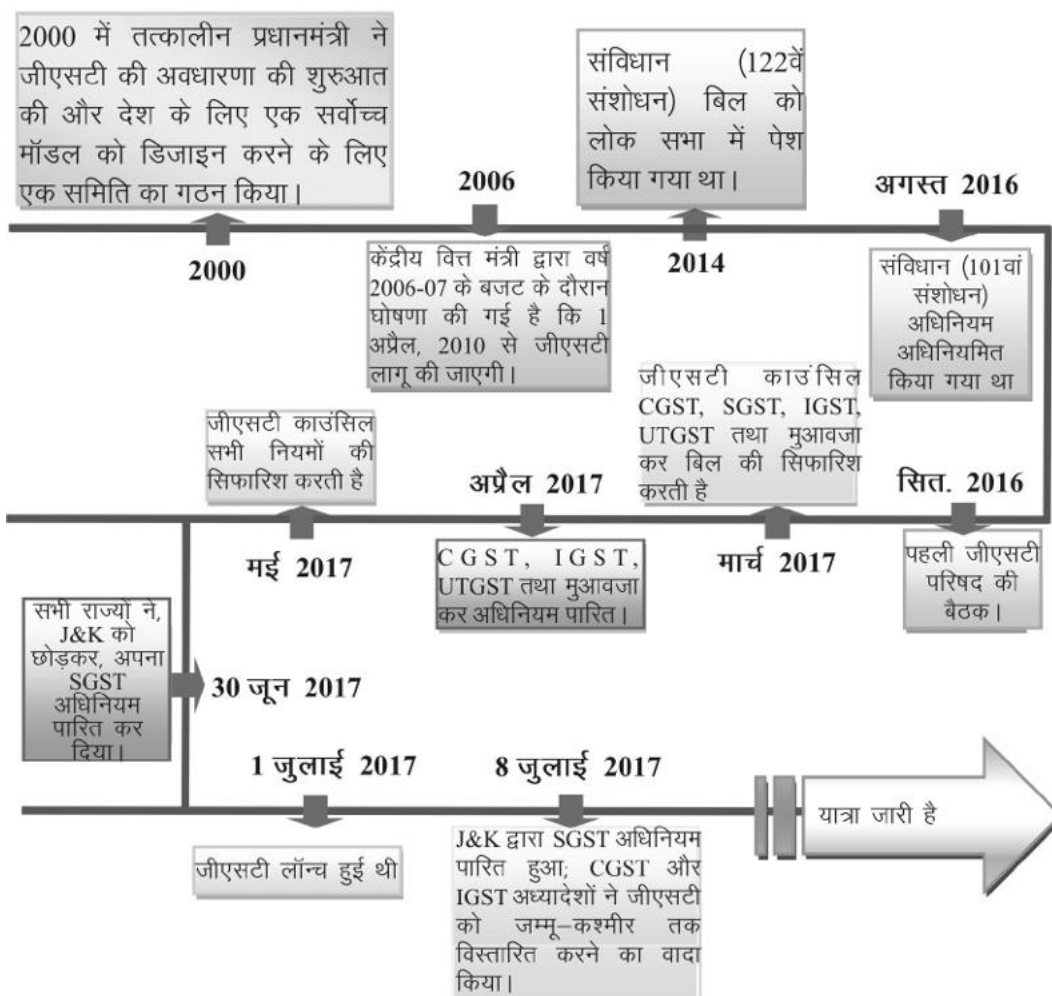 2000 में तत्कालीन प्रधानमंत्री ने
जीएसटी की अवधारणा की शुरुआत
की और देश के लिए एक सर्वोच्च
मॉडल को डिजाइन करने के लिए
एक समिति का गठन किया।
2000
2006
केंद्रीय वित्त मंत्री द्वारा वर्ष
2006-07 के बजट के दौरान
घोषणा की गई है कि 1
अप्रैल, 2010 से जीएसटी
लागू की जाएगी।
संविधान (122वें
संशोधन) बिल को
लोक सभा में पेश
किया गया था।
2014
अगस्त 2016
संविधान (101वां
संशोधन)
अधिनियम
अधिनियमित
किया गया था
सित. 2016
पहली जीएसटी
परिषद की
बैठक।
जीएसटी काउंसिल
CGST, SGST, IGST,
UTGST तथा मुआवजा
कर बिल की सिफारिश
करती है
मार्च 2017
अप्रैल 2017
CGST, IGST,
UTGST तथा मुआवजा
कर अधिनियम पारित।
जीएसटी काउंसिल
सभी नियमों की
सिफारिश करती है
मई 2017
सभी राज्यों ने,
J&K को
छोड़कर, अपना
SGST
अधिनियम
पारित कर
दिया।
30 जून 2017
1 जुलाई 2017
जीएसटी लॉन्च हुई थी
8 जुलाई 2017
J&K द्वारा SGST अधिनियम
पारित हुआ; CGST और
IGST अध्यादेशों ने जीएसटी
को जम्मू–कश्मीर तक
विस्तारित करने का वादा
किया।
यात्रा जारी है